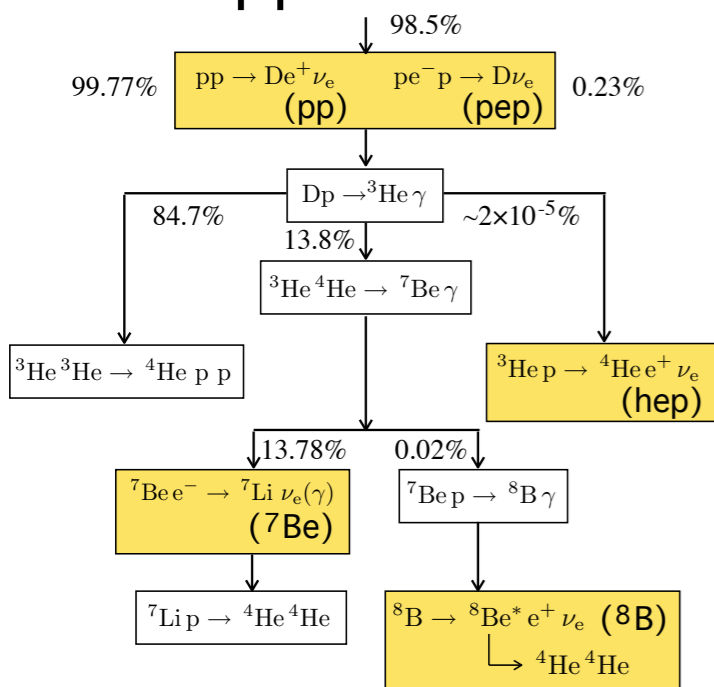 98.5%
99.77%
pp → De⁺ νₑ
(pp)
pe⁻ p → Dνₑ
(pep)
0.23%
Dp → ³He γ
84.7%
13.8%
~2×10⁻⁵%
³He ⁴He → ⁷Be γ
³He ³He → ⁴He p p
³He p → ⁴He e⁺ νₑ
(hep)
13.78%
0.02%
⁷Be e⁻ → ⁷Li νₑ(γ)
(⁷Be)
⁷Be p → ⁸B γ
⁷Li p → ⁴He ⁴He
⁸B → ⁸Be* e⁺ νₑ (⁸B)
⁴He ⁴He